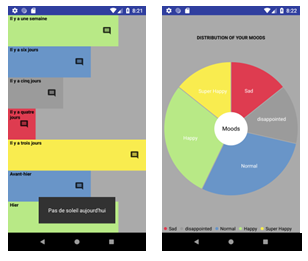 8:21
Il y a une semaine
Il y a six jours
Il y a cinq jours
Il y a quatre
jours
Il y a trois jours
Avant-hier
Hier
Pas de soleil aujourd'hui
8:22
DISTRIBUTION OF YOUR MOODS
Super Happy
Sad
disappointed
Happy
Moods
Normal
Sad
disappointed
Normal
Happy
Super Happy